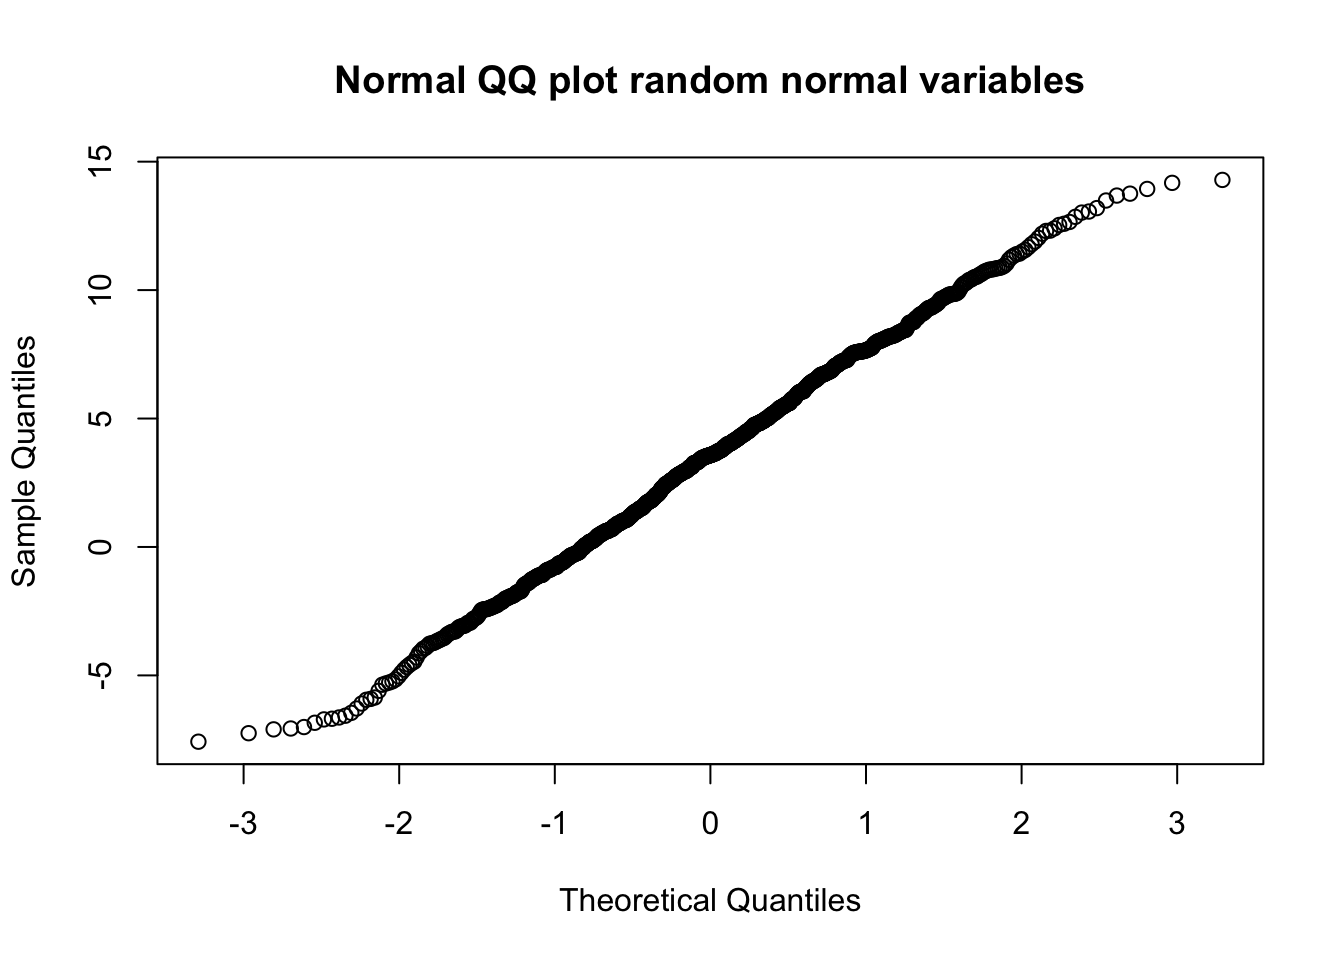 Normal QQ plot random normal variables
15
10
5
0
-5
Sample Quantiles
-3 -2 -1 0 1 2 3
Theoretical Quantiles